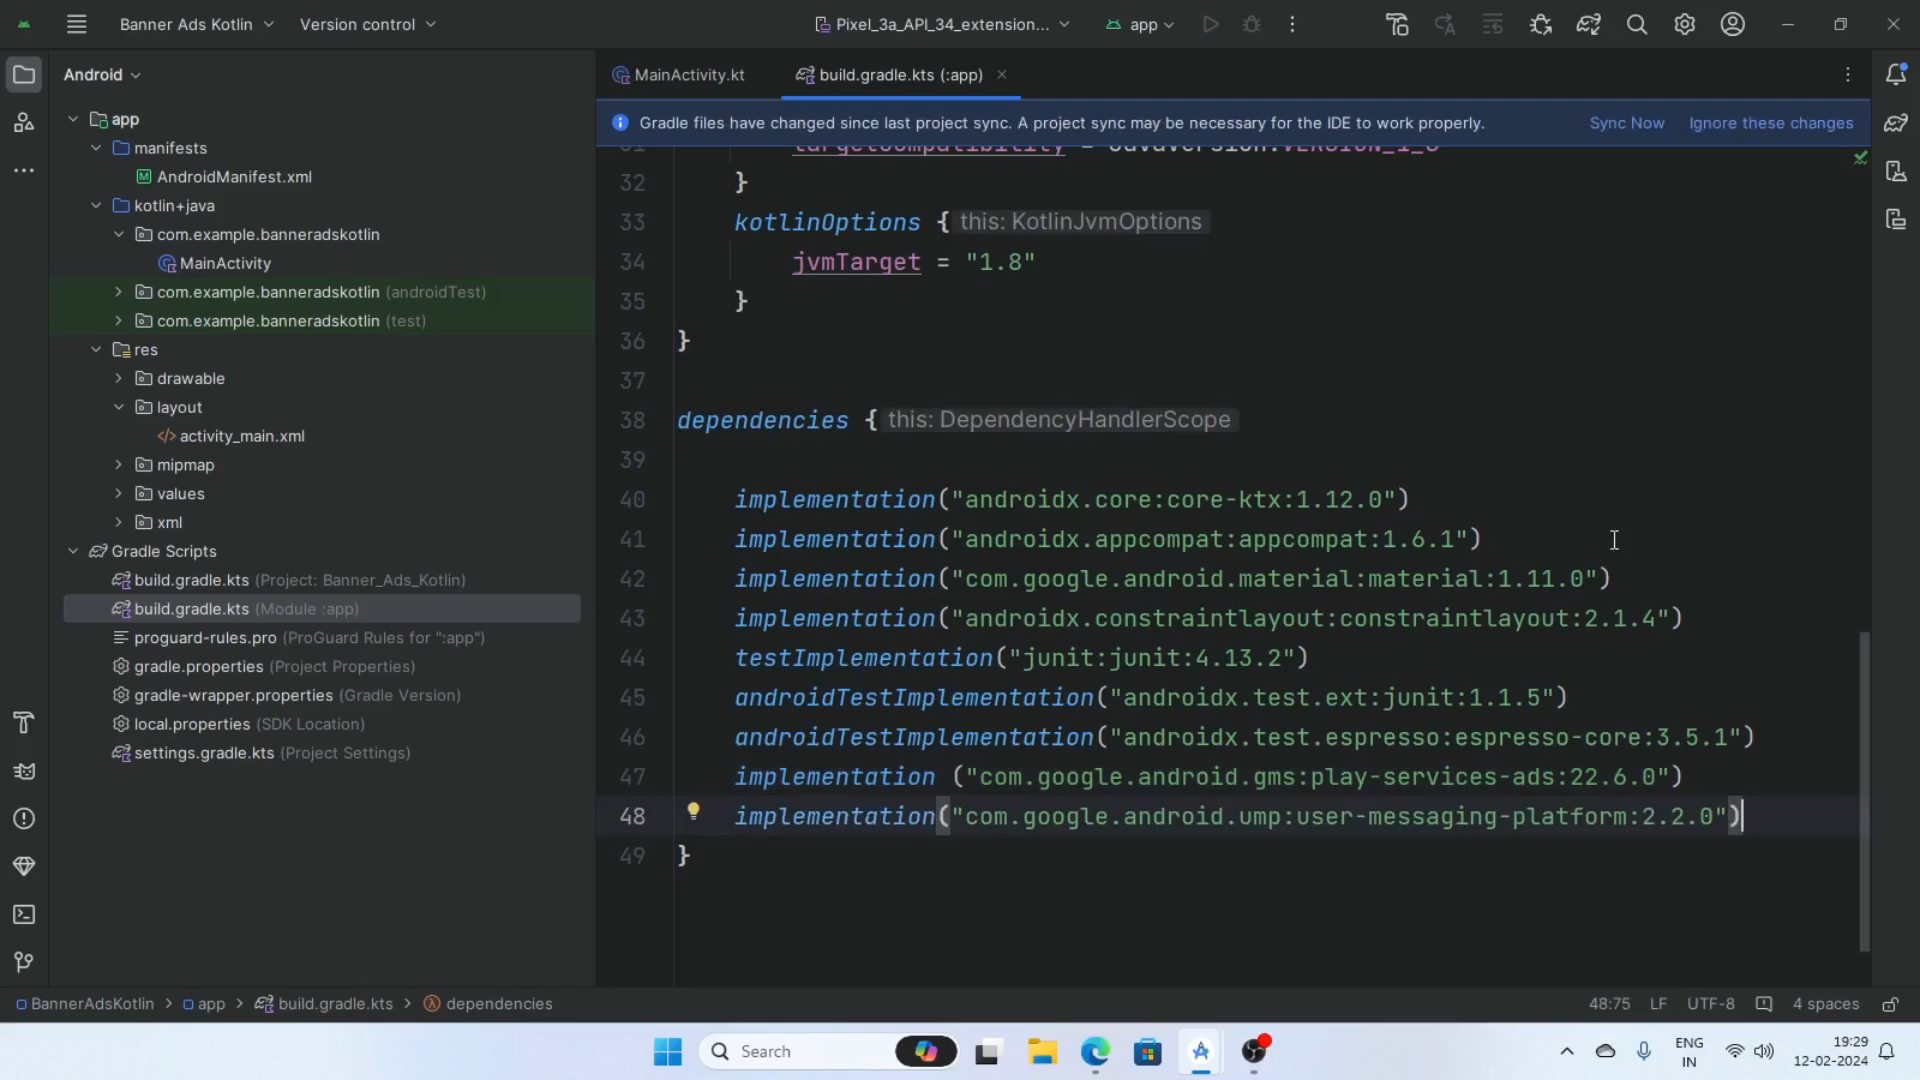 Banner Ads Kotlin
Version control
Pixel_3a_API_34_extension...
app
Android
MainActivity.kt
build.gradle.kts (:app)
Gradle files have changed since last project sync. A project sync may be necessary for the IDE to work properly.
Sync Now
Ignore these changes
app
manifests
AndroidManifest.xml
kotlin+java
com.example.banneradskotlin
MainActivity
com.example.banneradskotlin (androidTest)
com.example.banneradskotlin (test)
res
drawable
layout
activity_main.xml
mipmap
values
xml
Gradle Scripts
build.gradle.kts (Project: Banner_Ads_Kotlin)
build.gradle.kts (Module :app)
proguard-rules.pro (ProGuard Rules for ":app")
gradle.properties (Project Properties)
gradle-wrapper.properties (Gradle Version)
local.properties (SDK Location)
settings.gradle.kts (Project Settings)
31 targetCompatibility = JavaVersion.VERSION_1_8
32 }
33 kotlinOptions { this: KotlinJvmOptions
34 jvmTarget = "1.8"
35 }
36 }
37
38 dependencies { this: DependencyHandlerScope
39
40 implementation("androidx.core:core-ktx:1.12.0")
41 implementation("androidx.appcompat:appcompat:1.6.1")
42 implementation("com.google.android.material:material:1.11.0")
43 implementation("androidx.constraintlayout:constraintlayout:2.1.4")
44 testImplementation("junit:junit:4.13.2")
45 androidTestImplementation("androidx.test.ext:junit:1.1.5")
46 androidTestImplementation("androidx.test.espresso:espresso-core:3.5.1")
47 implementation ("com.google.android.gms:play-services-ads:22.6.0")
48 implementation("com.google.android.ump:user-messaging-platform:2.2.0")
49 }
BannerAdsKotlin > app > build.gradle.kts > dependencies
48:75 LF UTF-8 4 spaces
Search
ENG
IN
19:29
12-02-2024